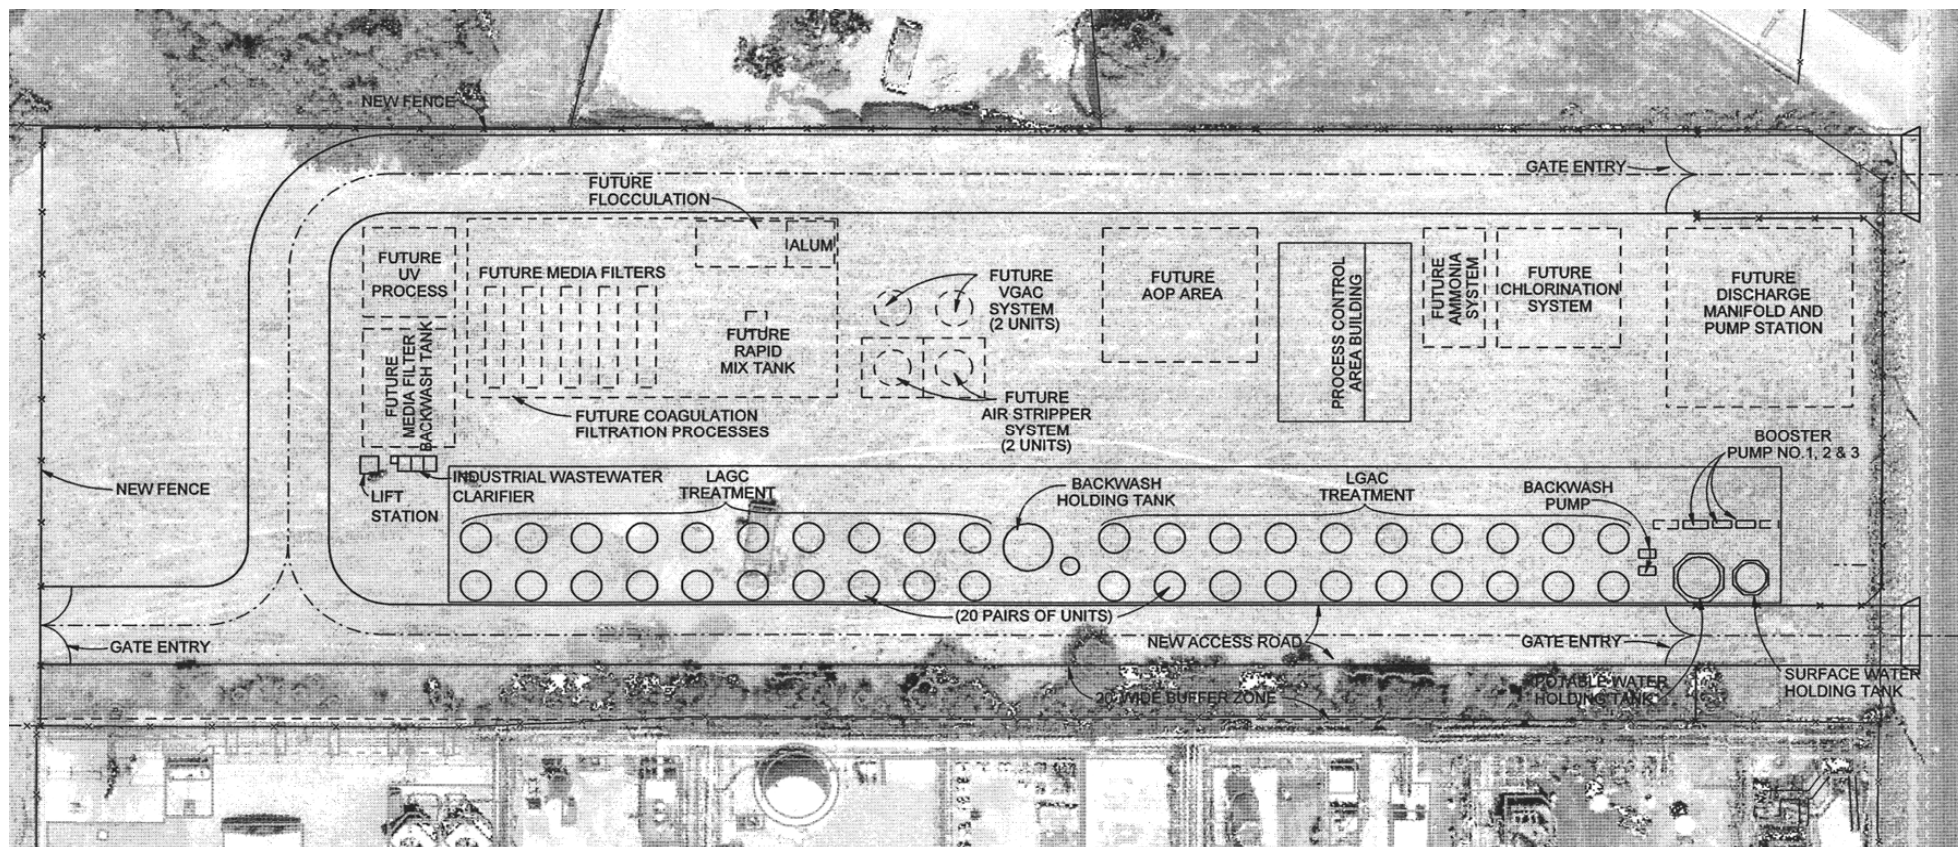 NEW FENCE
GATE ENTRY
FUTURE
FLOCCULATION
ALUM
FUTURE
UV
PROCESS
FUTURE MEDIA FILTERS
FUTURE
VGAC
SYSTEM
(2 UNITS)
FUTURE
AOP AREA
PROCESS CONTROL
AREA BUILDING
FUTURE
AMMONIA
SYSTEM
FUTURE
CHLORINATION
SYSTEM
FUTURE
DISCHARGE
MANIFOLD AND
PUMP STATION
FUTURE
MEDIA FILTER
BACKWASH TANK
FUTURE
RAPID
MIX TANK
FUTURE COAGULATION
FILTRATION PROCESSES
FUTURE
AIR STRIPPER
SYSTEM
(2 UNITS)
BOOSTER
PUMP NO.1, 2 & 3
NEW FENCE
LIFT
STATION
INDUSTRIAL WASTEWATER
CLARIFIER
LAGC
TREATMENT
BACKWASH
HOLDING TANK
LGAC
TREATMENT
BACKWASH
PUMP
(20 PAIRS OF UNITS)
GATE ENTRY
NEW ACCESS ROAD
GATE ENTRY
20' WIDE BUFFER ZONE
POTABLE WATER
HOLDING TANK
SURFACE WATER
HOLDING TANK